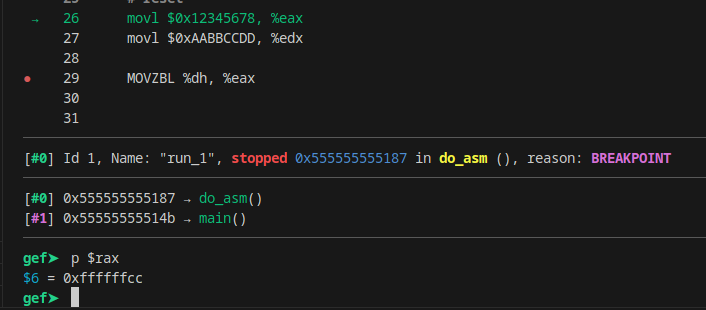 25 # reset
→ 26 movl $0x12345678, %eax
27 movl $0xAABBCCDD, %edx
28
● 29 MOVZBL %dh, %eax
30
31
[#0] Id 1, Name: "run_1", stopped 0x555555555187 in do_asm (), reason: BREAKPOINT
[#0] 0x555555555187 → do_asm()
[#1] 0x55555555514b → main()
gef➤ p $rax
$6 = 0xffffffcc
gef➤